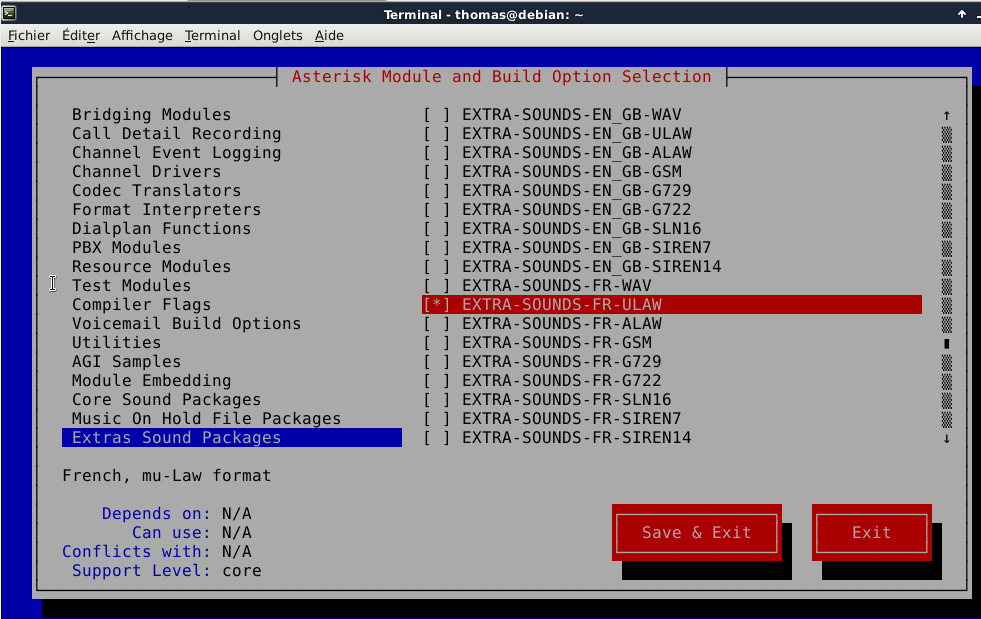 Terminal - thomas@debian: ~
Fichier Éditer Affichage Terminal Onglets Aide
Asterisk Module and Build Option Selection
Bridging Modules [ ] EXTRA-SOUNDS-EN_GB-WAV ↑
Call Detail Recording [ ] EXTRA-SOUNDS-EN_GB-ULAW
Channel Event Logging [ ] EXTRA-SOUNDS-EN_GB-ALAW
Channel Drivers [ ] EXTRA-SOUNDS-EN_GB-GSM
Codec Translators [ ] EXTRA-SOUNDS-EN_GB-G729
Format Interpreters [ ] EXTRA-SOUNDS-EN_GB-G722
Dialplan Functions [ ] EXTRA-SOUNDS-EN_GB-SLN16
PBX Modules [ ] EXTRA-SOUNDS-EN_GB-SIREN7
Resource Modules [ ] EXTRA-SOUNDS-EN_GB-SIREN14
Test Modules [ ] EXTRA-SOUNDS-FR-WAV
Compiler Flags [*] EXTRA-SOUNDS-FR-ULAW
Voicemail Build Options [ ] EXTRA-SOUNDS-FR-ALAW
Utilities [ ] EXTRA-SOUNDS-FR-GSM
AGI Samples [ ] EXTRA-SOUNDS-FR-G729
Module Embedding [ ] EXTRA-SOUNDS-FR-G722
Core Sound Packages [ ] EXTRA-SOUNDS-FR-SLN16
Music On Hold File Packages [ ] EXTRA-SOUNDS-FR-SIREN7
Extras Sound Packages [ ] EXTRA-SOUNDS-FR-SIREN14 ↓
French, mu-Law format
Depends on: N/A
Can use: N/A
Conflicts with: N/A
Support Level: core
Save & Exit
Exit